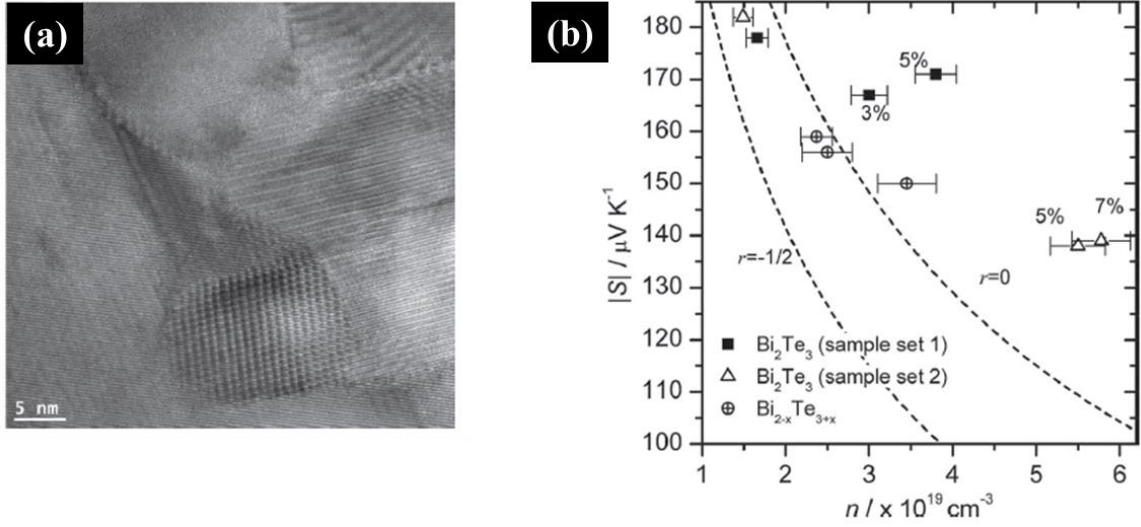 (a)
5 nm
(b)
180
170
160
150
140
130
120
110
100
|S| / μV K⁻¹
5%
3%
5%
7%
r=-1/2
r=0
Bi₂Te₃ (sample set 1)
Bi₂Te₃ (sample set 2)
Bi₂₋ₓTe₃₊ₓ
1 2 3 4 5 6
n / x 10¹⁹ cm⁻³